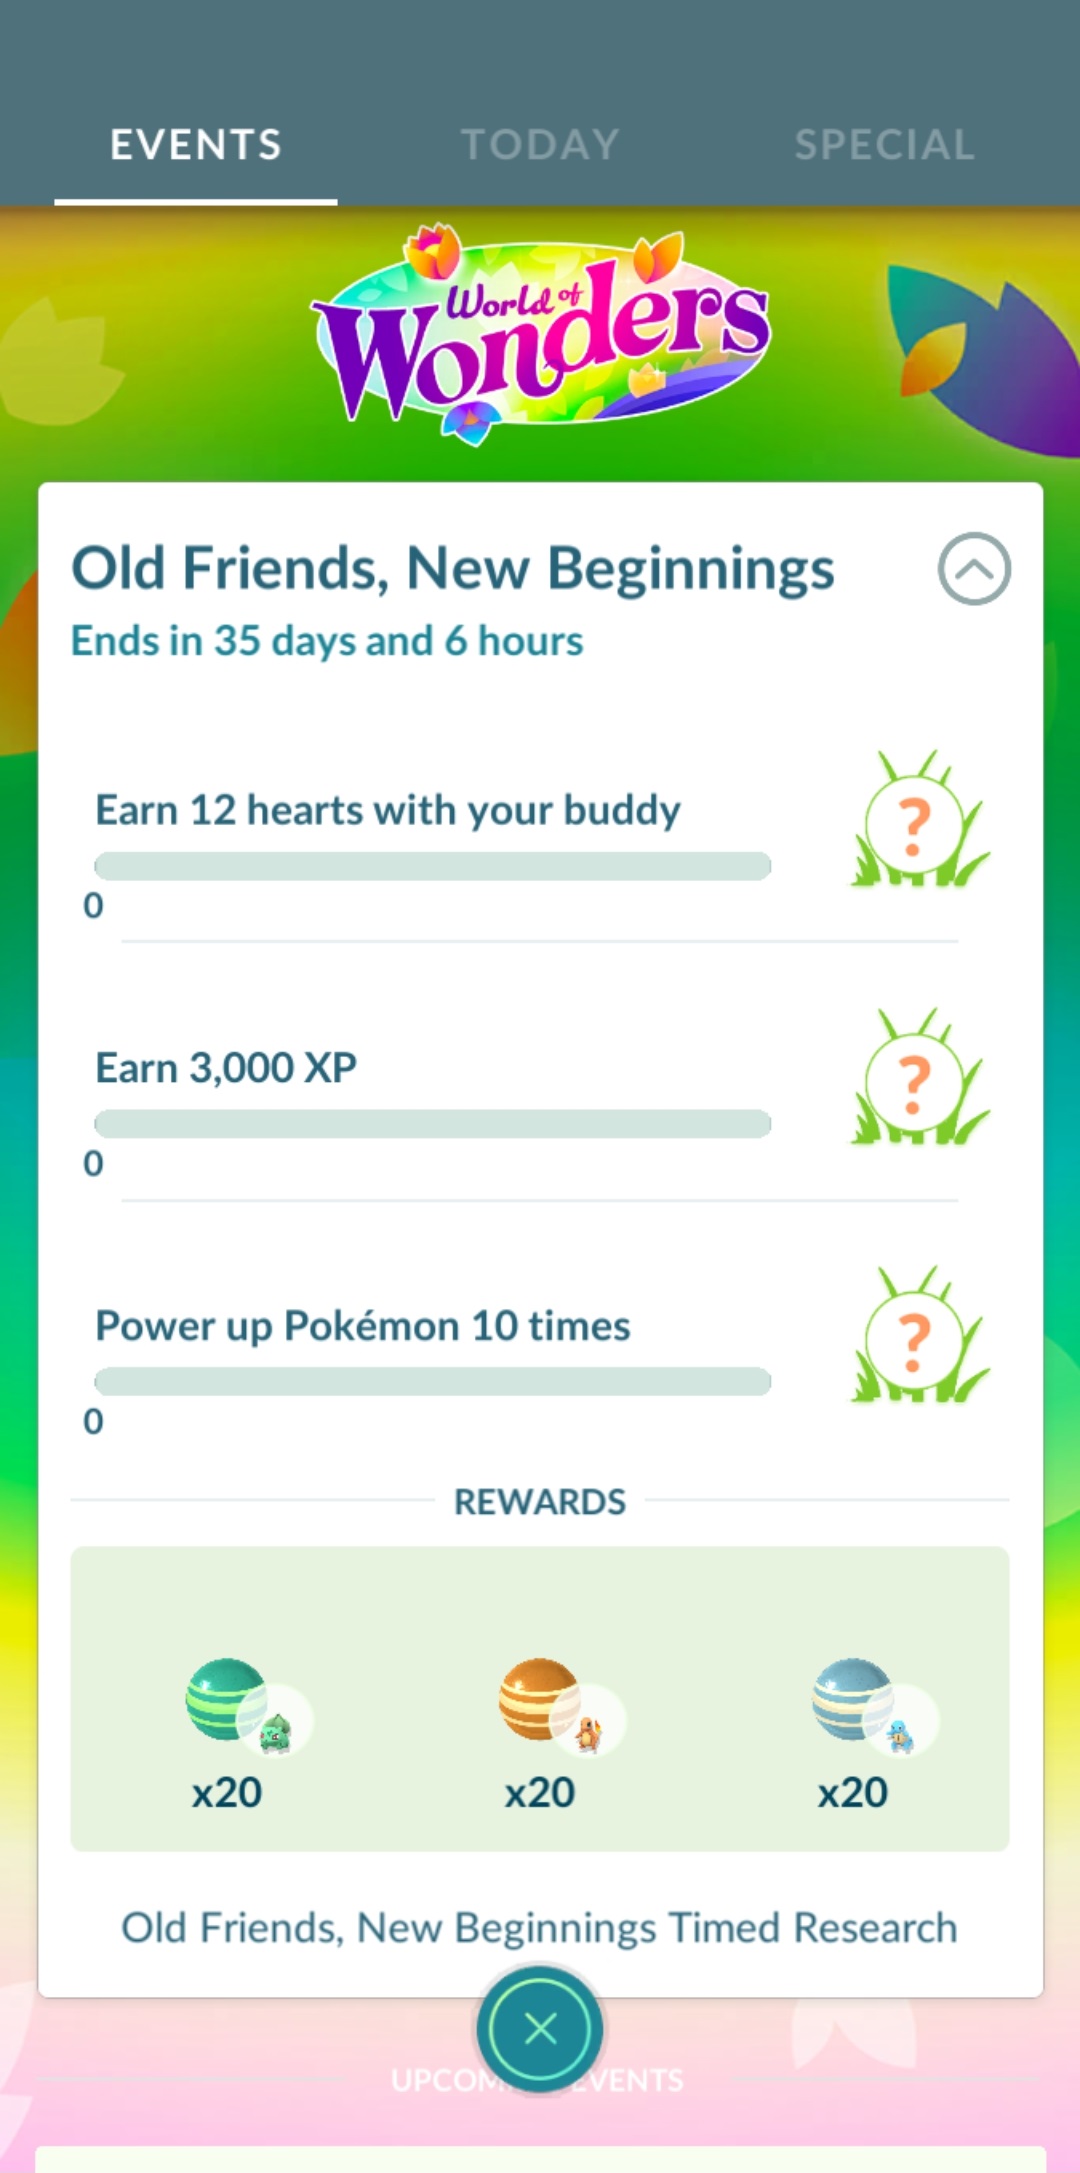 EVENTS
TODAY
SPECIAL
World of
Wonders
Old Friends, New Beginnings
Ends in 35 days and 6 hours
Earn 12 hearts with your buddy
?
0
Earn 3,000 XP
?
0
Power up Pokémon 10 times
?
0
REWARDS
x20
x20
x20
Old Friends, New Beginnings Timed Research
EVENTS